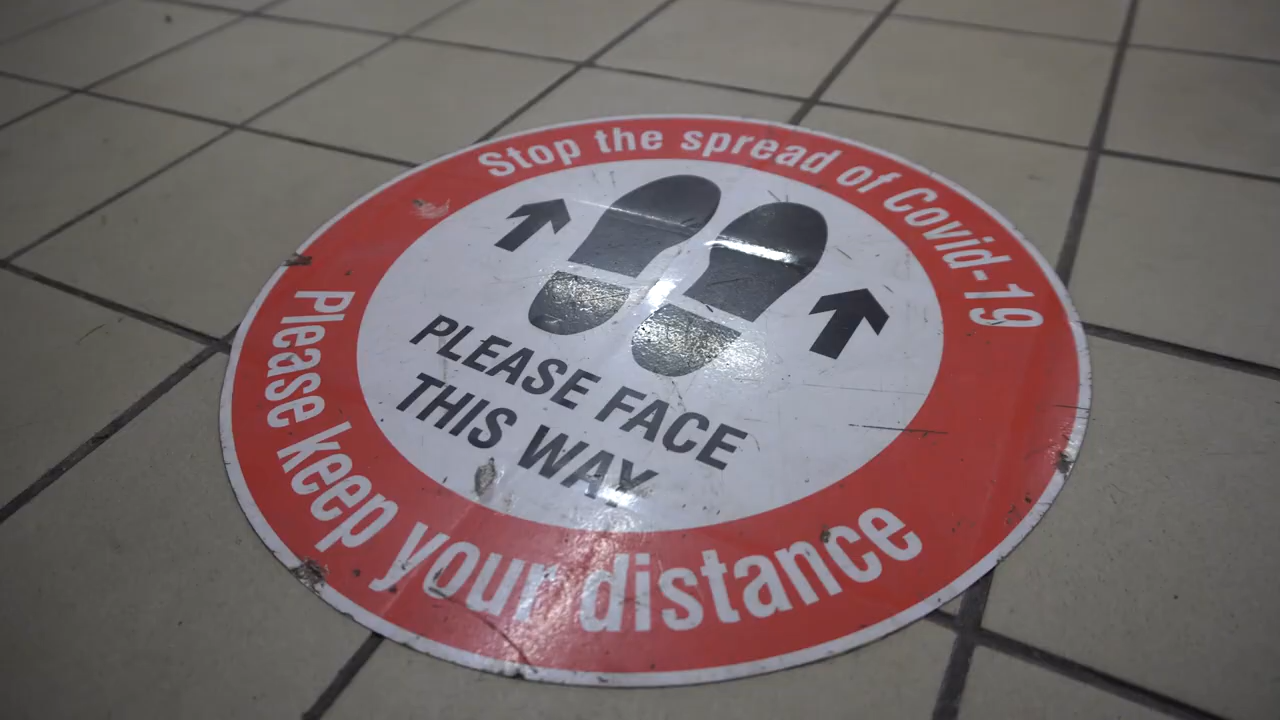 Stop the spread of Covid-19
PLEASE FACE
THIS WAY
Please keep your distance